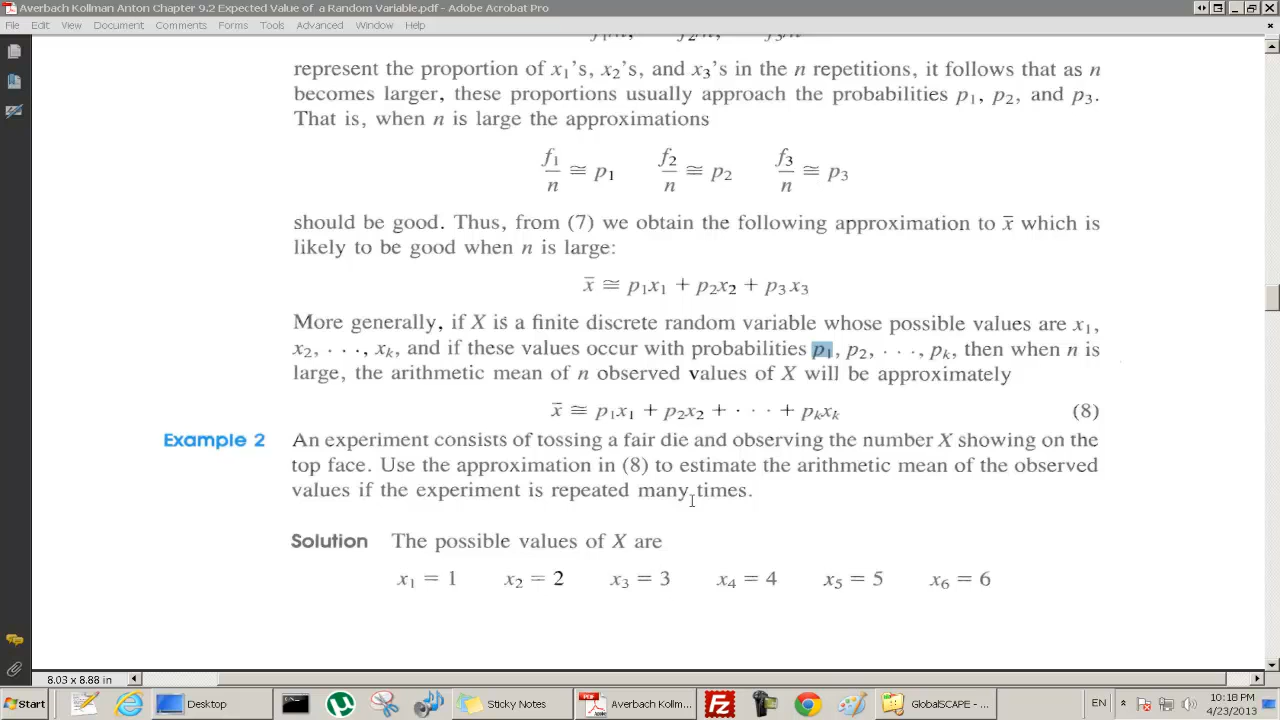 Averbach Kollman Anton Chapter 9.2 Expected Value of a Random Variable.pdf - Adobe Acrobat Pro
File Edit View Document Comments Forms Tools Advanced Window Help
represent the proportion of x₁'s, x₂'s, and x₃'s in the n repetitions, it follows that as n
becomes larger, these proportions usually approach the probabilities p₁, p₂, and p₃.
That is, when n is large the approximations
f₁/n ≅ p₁ f₂/n ≅ p₂ f₃/n ≅ p₃
should be good. Thus, from (7) we obtain the following approximation to x̄ which is
likely to be good when n is large:
x̄ ≅ p₁x₁ + p₂x₂ + p₃x₃
More generally, if X is a finite discrete random variable whose possible values are x₁,
x₂, · · ·, xₖ, and if these values occur with probabilities p₁, p₂, · · ·, pₖ, then when n is
large, the arithmetic mean of n observed values of X will be approximately
x̄ ≅ p₁x₁ + p₂x₂ + · · · + pₖxₖ (8)
Example 2 An experiment consists of tossing a fair die and observing the number X showing on the
top face. Use the approximation in (8) to estimate the arithmetic mean of the observed
values if the experiment is repeated many times.
Solution The possible values of X are
x₁ = 1 x₂ = 2 x₃ = 3 x₄ = 4 x₅ = 5 x₆ = 6
8.03 x 8.88 in
Start Desktop Sticky Notes Averbach Kollm... GlobalSCAPE - ... EN 10:18 PM
4/23/2013